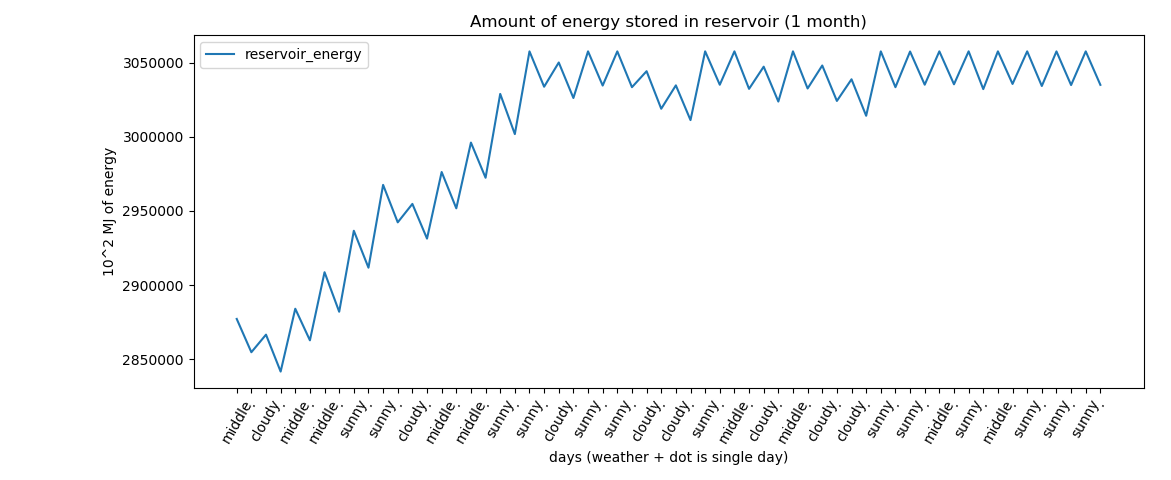 Amount of energy stored in reservoir (1 month)
reservoir_energy
3050000
3000000
2950000
2900000
2850000
10^2 MJ of energy
middle
.
cloudy
.
middle
.
middle
.
sunny
.
sunny
.
cloudy
.
middle
.
middle
.
sunny
.
sunny
.
cloudy
.
sunny
.
sunny
.
cloudy
.
cloudy
.
sunny
.
middle
.
cloudy
.
middle
.
cloudy
.
cloudy
.
sunny
.
sunny
.
middle
.
sunny
.
middle
.
sunny
.
sunny
.
sunny
.
days (weather + dot is single day)